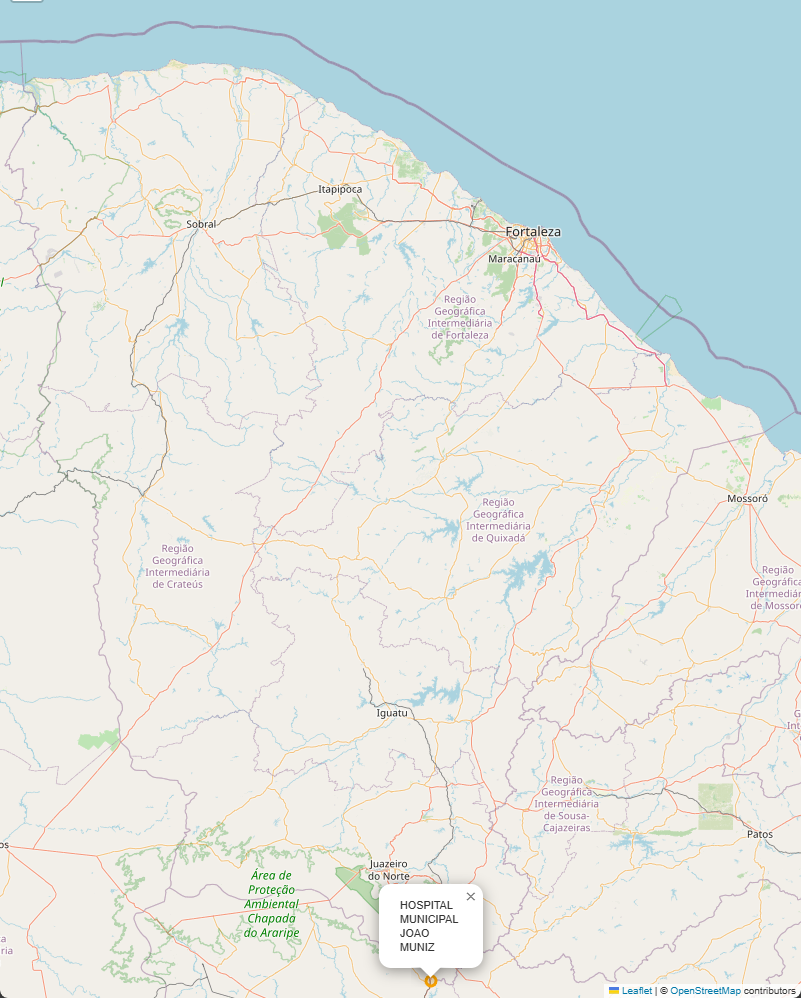 Itapipoca
Sobral
Fortaleza
Maracanaú
Região
Geográfica
Intermediária
de Fortaleza
Mossoró
Região
Geográfica
Intermediária
de Quixadá
Região
Geográfica
Intermediária
de Crateús
Região
Geográfica
Intermediár
de Mossor
Iguatu
Região
Geográfica
Intermediária
de Sousa-
Cajazeiras
Patos
os
Juazeiro
do Norte
Área de
Proteção
Ambiental
Chapada
do Araripe
HOSPITAL
MUNICIPAL
JOAO
MUNIZ
×
Leaflet | © OpenStreetMap contributors